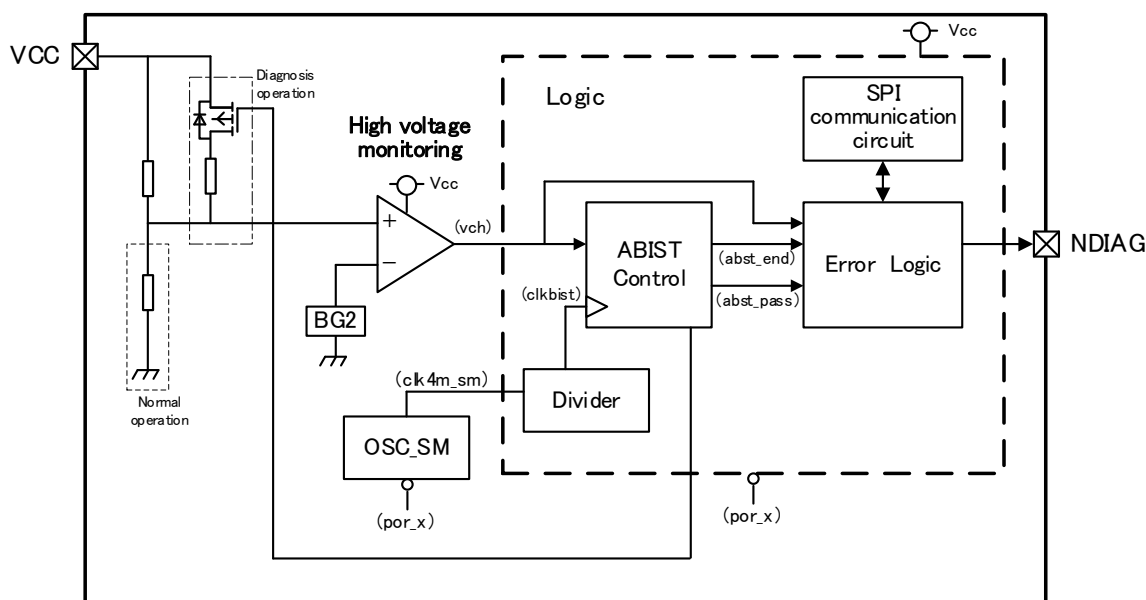 VCC
Vcc
Diagnosis
operation
Logic
SPI
communication
circuit
High voltage
monitoring
Vcc
+
(vch)
ABIST
Control
(abst_end)
Error Logic
NDIAG
−
(clkbist)
(abst_pass)
BG2
(clk4m_sm)
Divider
Normal
operation
OSC_SM
(por_x)
(por_x)